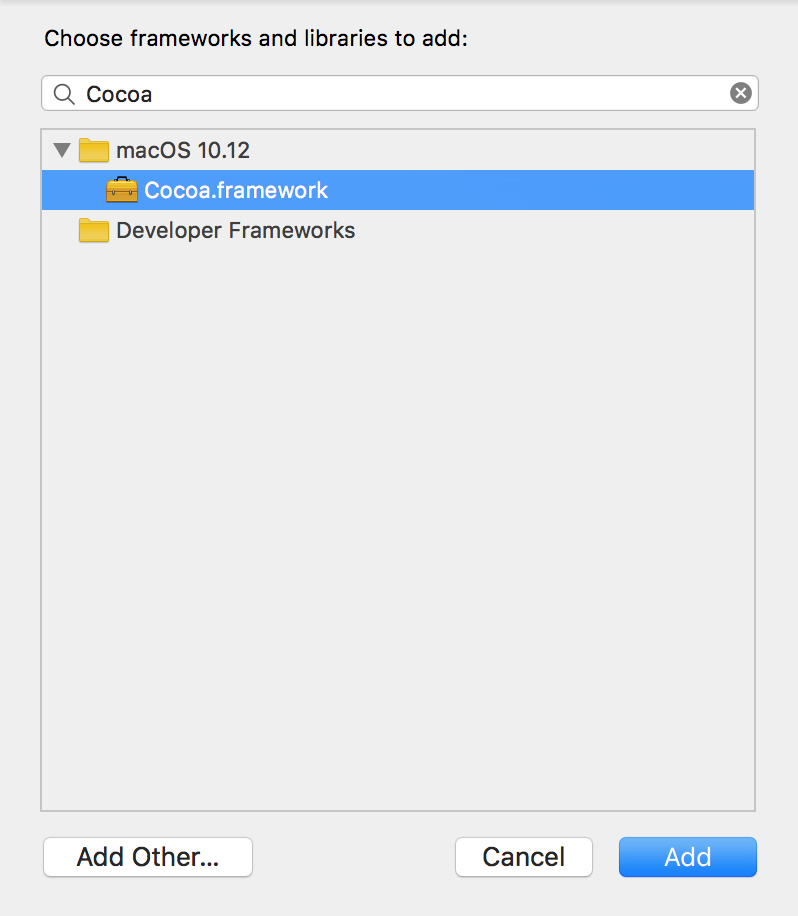 Choose frameworks and libraries to add:
Cocoa
macOS 10.12
Cocoa.framework
Developer Frameworks
Add Other...
Cancel
Add